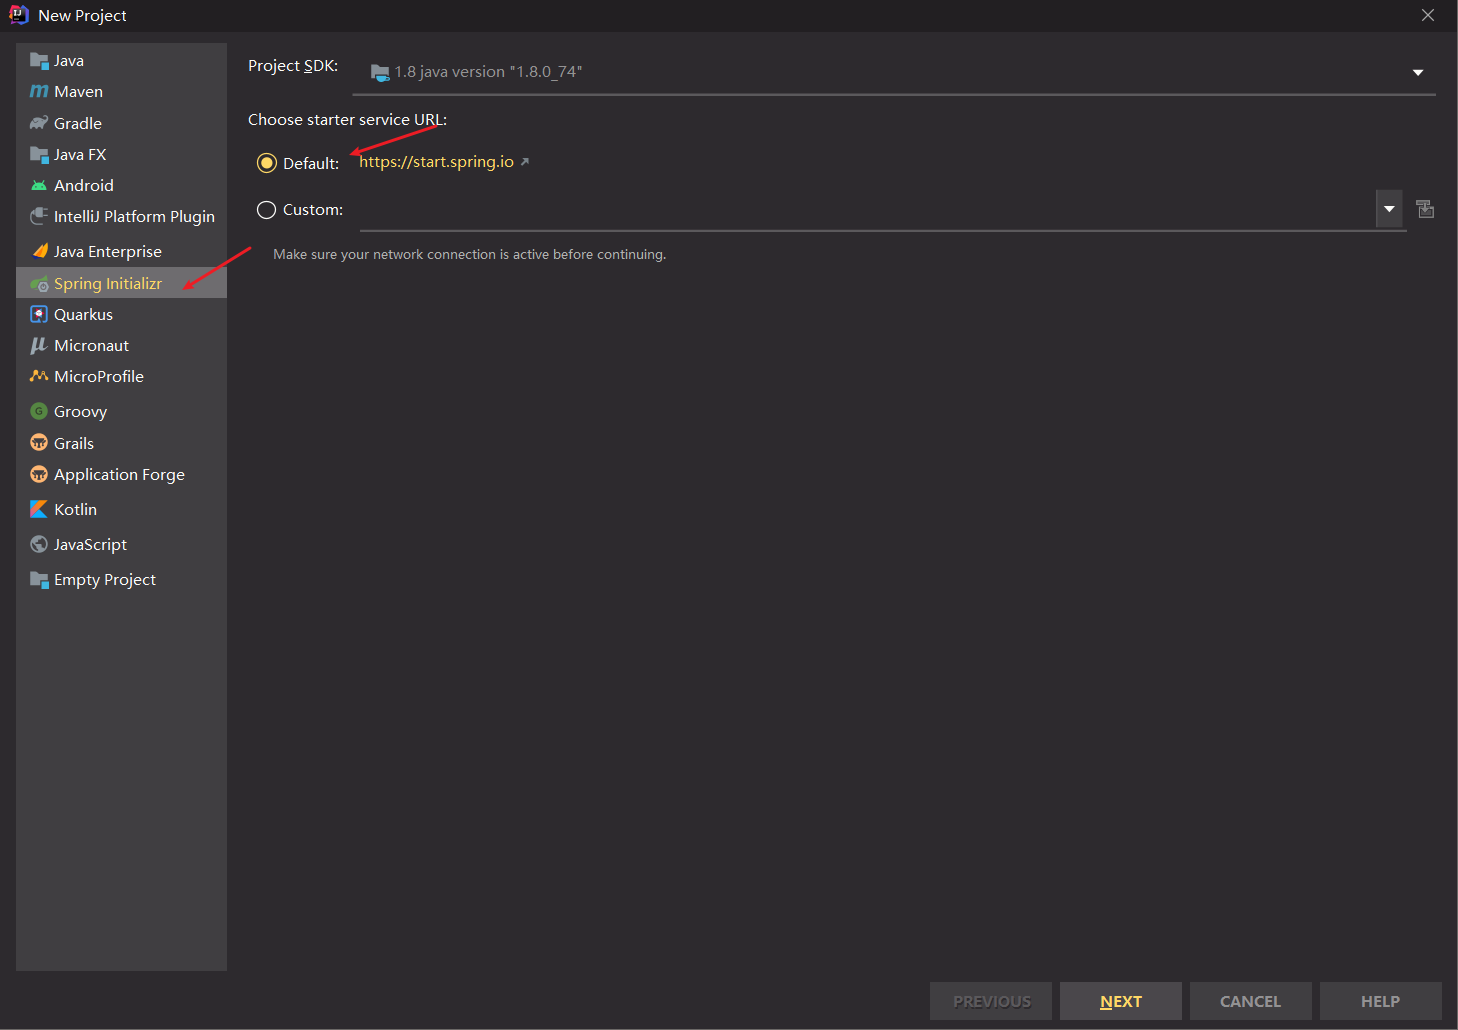 New Project
Java
Maven
Gradle
Java FX
Android
IntelliJ Platform Plugin
Java Enterprise
Spring Initializr
Quarkus
Micronaut
MicroProfile
Groovy
Grails
Application Forge
Kotlin
JavaScript
Empty Project
Project SDK: 1.8 java version "1.8.0_74"
Choose starter service URL:
Default: https://start.spring.io
Custom:
Make sure your network connection is active before continuing.
PREVIOUS NEXT CANCEL HELP